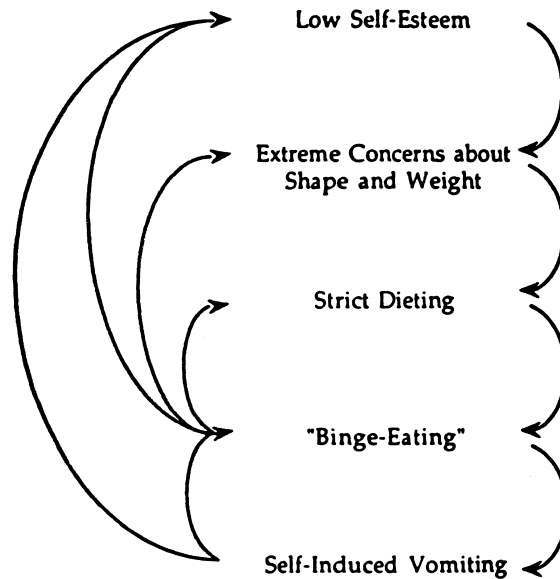 Low Self-Esteem
Extreme Concerns about
Shape and Weight
Strict Dieting
"Binge-Eating"
Self-Induced Vomiting